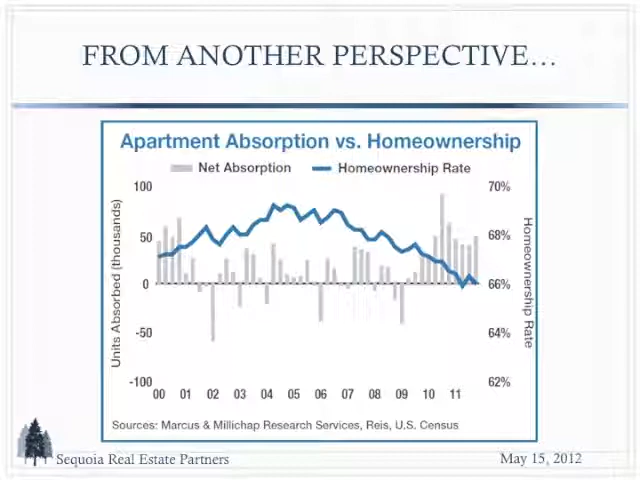 FROM ANOTHER PERSPECTIVE…
Apartment Absorption vs. Homeownership
Net Absorption Homeownership Rate
100 70%
50 68%
0 66%
-50 64%
-100 62%
Units Absorbed (thousands)
Homeownership Rate
00 01 02 03 04 05 06 07 08 09 10 11
Sources: Marcus & Millichap Research Services, Reis, U.S. Census
Sequoia Real Estate Partners May 15, 2012